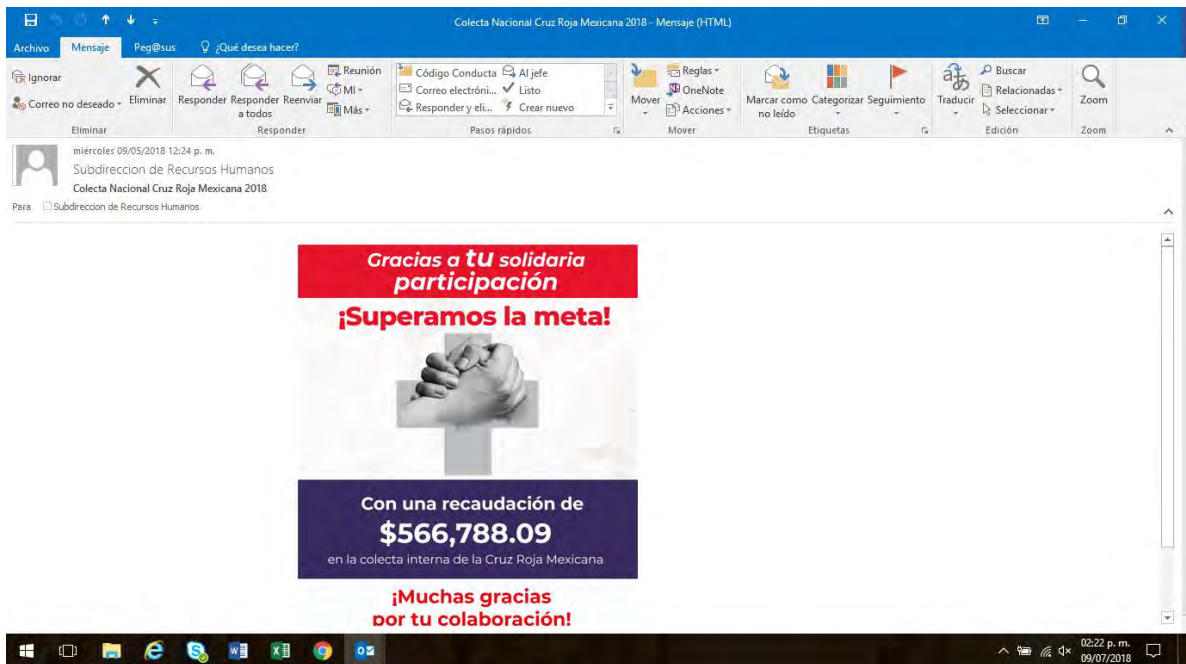 Colecta Nacional Cruz Roja Mexicana 2018 - Mensaje (HTML)
Archivo Mensaje Peg@sus ¿Qué desea hacer?
Ignorar
Correo no deseado
Eliminar
Eliminar
Responder
Responder a todos
Reenviar
Reunión
MI
Más
Responder
Código Conducta
Al jefe
Correo electróni...
Listo
Responder y eli...
Crear nuevo
Pasos rápidos
Mover
Reglas
OneNote
Acciones
Mover
Marcar como no leído
Categorizar
Seguimiento
Etiquetas
Traducir
Buscar
Relacionadas
Seleccionar
Edición
Zoom
Zoom
miércoles 09/05/2018 12:24 p. m.
Subdireccion de Recursos Humanos
Colecta Nacional Cruz Roja Mexicana 2018
Para Subdireccion de Recursos Humanos
Gracias a tu solidaria
participación
¡Superamos la meta!
Con una recaudación de
$566,788.09
en la colecta interna de la Cruz Roja Mexicana
¡Muchas gracias
por tu colaboración!
02:22 p. m.
09/07/2018